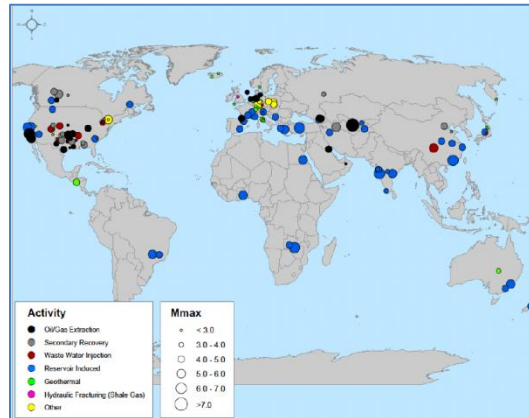 Activity
Oil/Gas Extraction
Secondary Recovery
Waste Water Injection
Reservoir Induced
Geothermal
Hydraulic Fracturing (Shale Gas)
Other
Mmax
< 3.0
3.0 - 4.0
4.0 - 5.0
5.0 - 6.0
6.0 - 7.0
>7.0